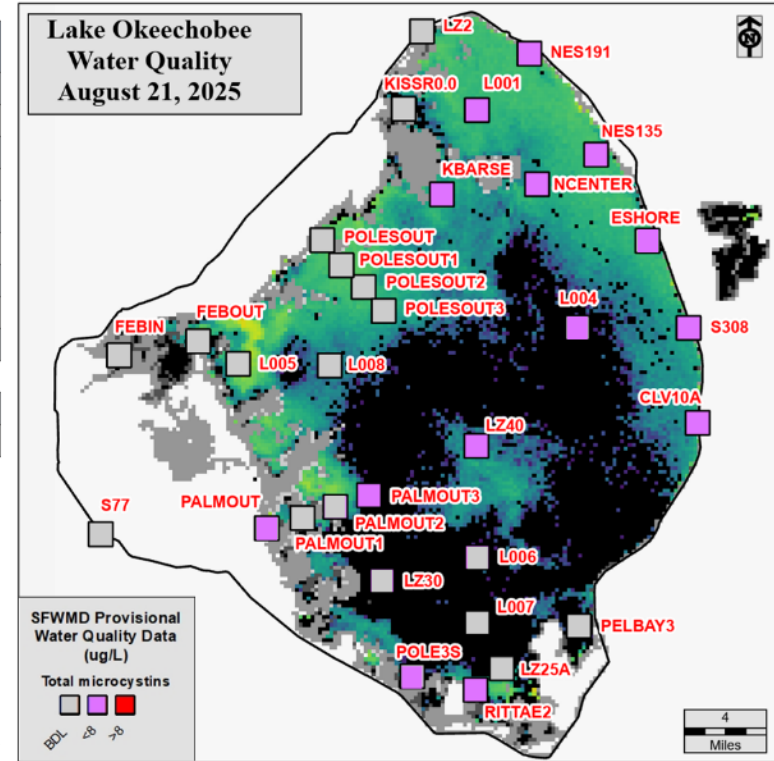 Lake Okeechobee
Water Quality
August 21, 2025
N
LZ2
NES191
KISSR0.0
L001
NES135
KBARSE
NCENTER
ESHORE
POLESOUT
POLESOUT1
POLESOUT2
POLESOUT3
L004
S308
FEBIN
FEBOUT
L005
L008
CLV10A
LZ40
PALMOUT
PALMOUT3
PALMOUT2
PALMOUT1
S77
L006
LZ30
L007
PELBAY3
POLE3S
LZ25A
RITTAE2
SFWMD Provisional
Water Quality Data
(ug/L)
Total microcystins
BDL <8 >8
4
Miles